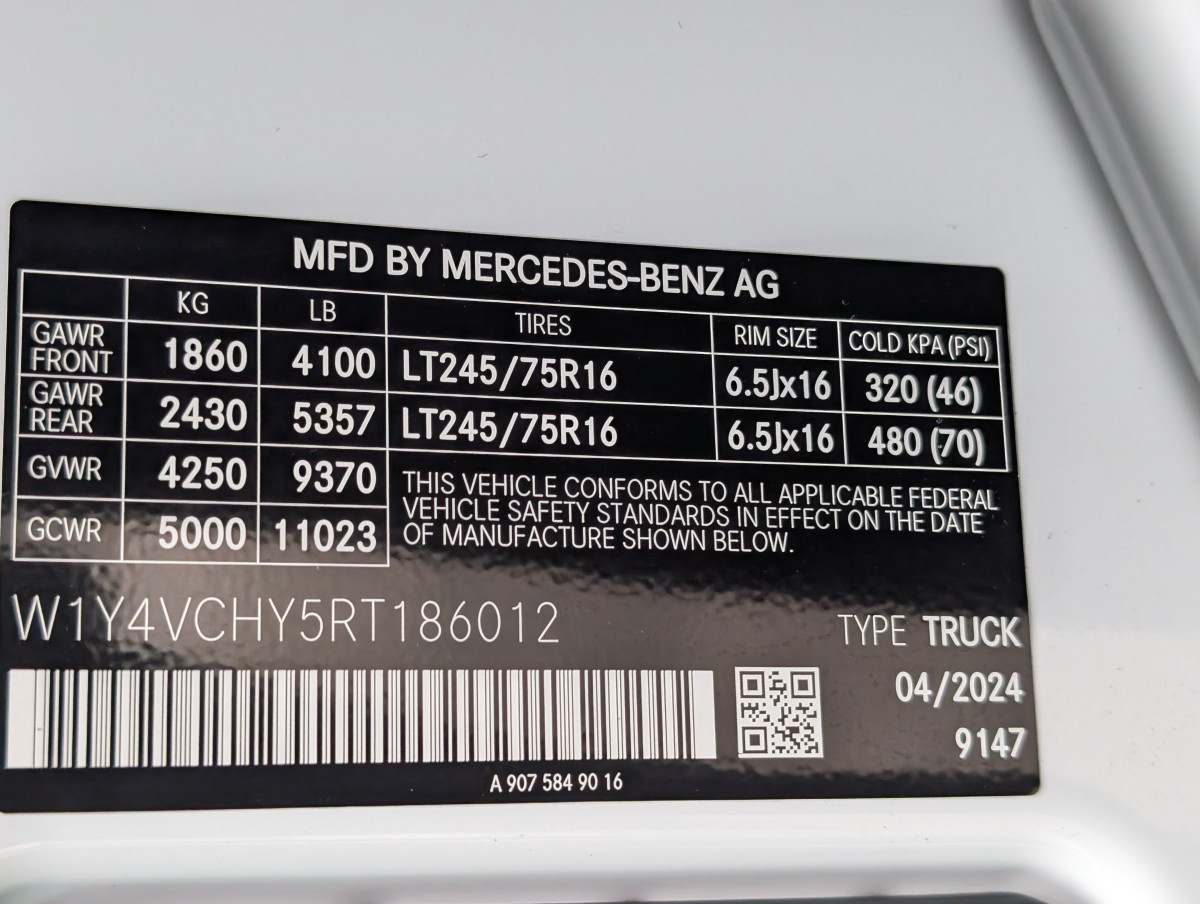 MFD BY MERCEDES-BENZ AG
KG LB TIRES RIM SIZE COLD KPA (PSI)
GAWR FRONT 1860 4100 LT245/75R16 6.5Jx16 320 (46)
GAWR REAR 2430 5357 LT245/75R16 6.5Jx16 480 (70)
GVWR 4250 9370
GCWR 5000 11023
THIS VEHICLE CONFORMS TO ALL APPLICABLE FEDERAL
VEHICLE SAFETY STANDARDS IN EFFECT ON THE DATE
OF MANUFACTURE SHOWN BELOW.
W1Y4VCHY5RT186012
TYPE TRUCK
04/2024
9147
A 907 584 90 16